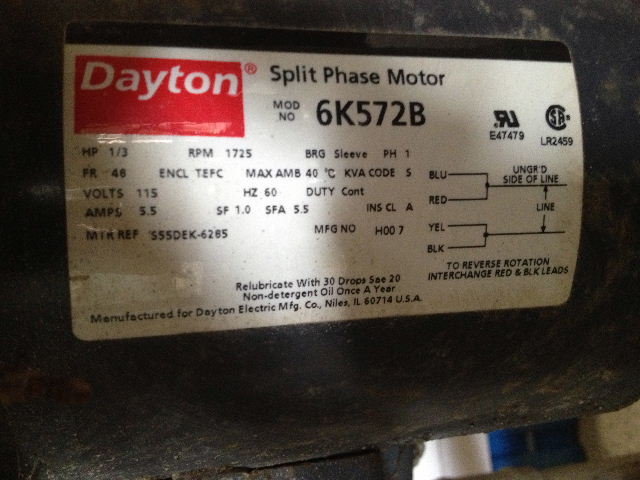 Dayton® Split Phase Motor
MOD NO 6K572B
E47479 LR2459
HP 1/3 RPM 1725 BRG Sleeve PH 1
FR 48 ENCL TEFC MAX AMB 40 °C KVA CODE S
VOLTS 115 HZ 60 DUTY Cont
AMPS 5.5 SF 1.0 SFA 5.5 INS CL A
MTR REF S55DEK-6285 MFG NO H00 7
BLU UNGR'D SIDE OF LINE
RED
LINE
YEL
BLK
TO REVERSE ROTATION
INTERCHANGE RED & BLK LEADS
Relubricate With 30 Drops Sae 20
Non-detergent Oil Once A Year
Manufactured for Dayton Electric Mfg. Co., Niles, IL 60714 U.S.A.